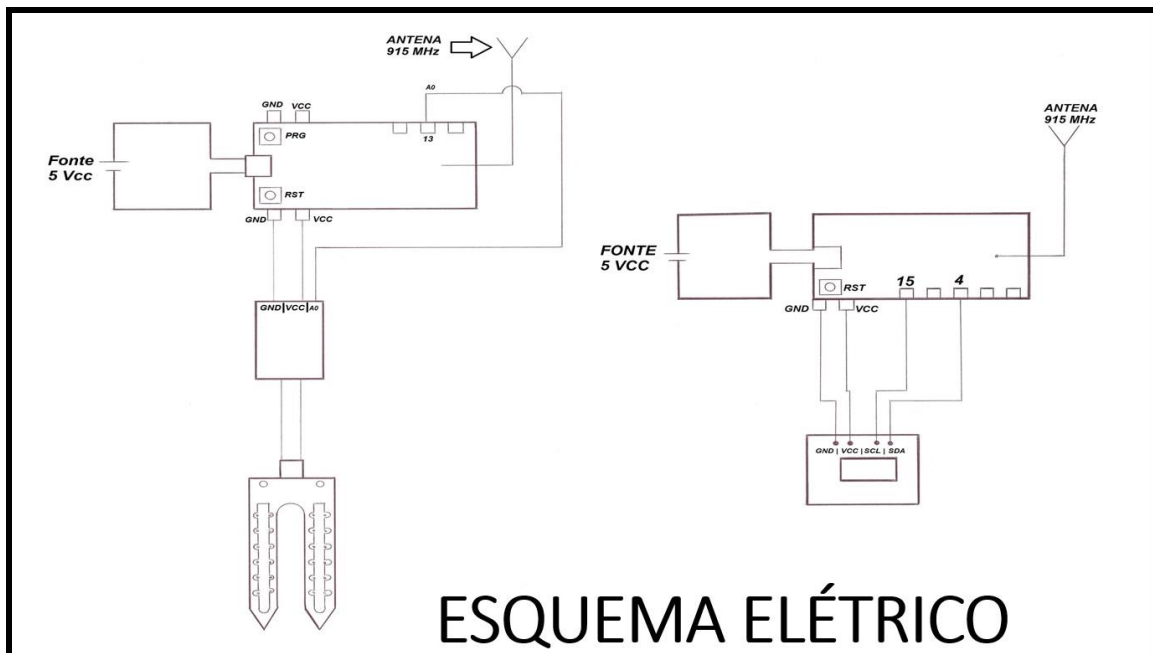 ANTENA
915 MHz
A0
GND VCC
PRG
13
Fonte
5 Vcc
RST
GND VCC
GND|VCC|A0
ANTENA
915 MHz
FONTE
5 VCC
RST
15 4
GND VCC
GND | VCC | SCL | SDA
ESQUEMA ELÉTRICO